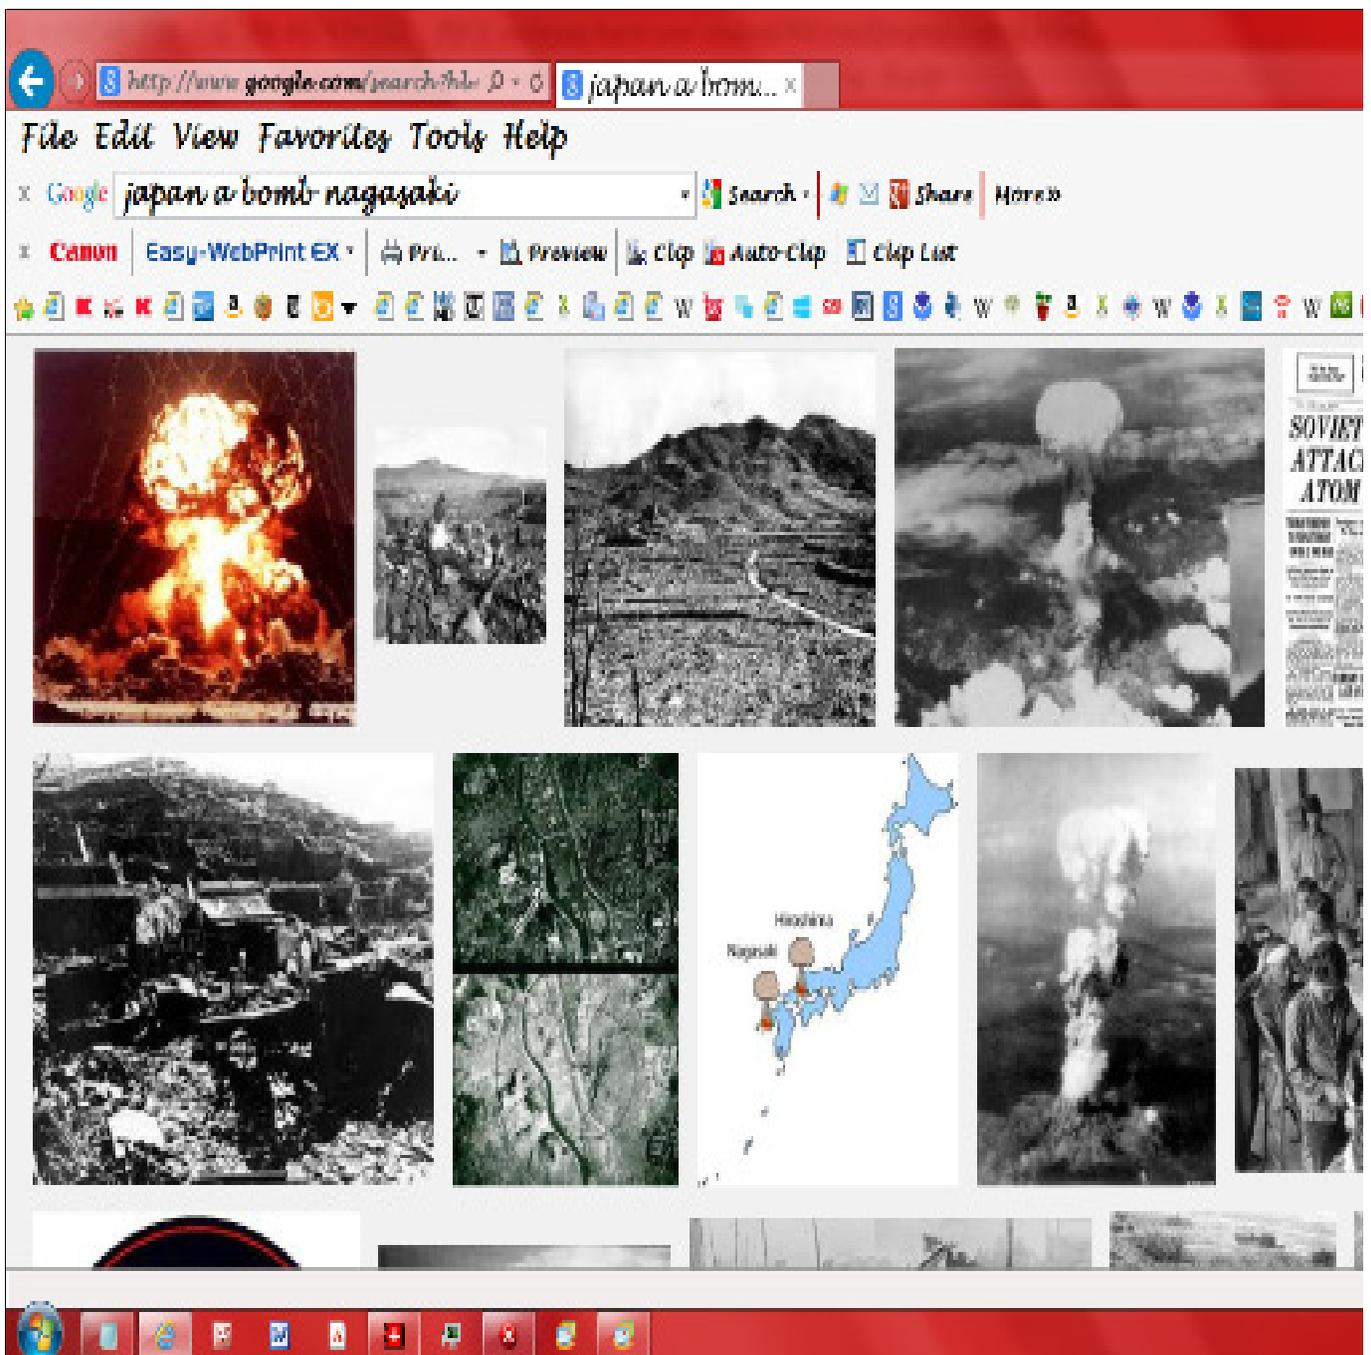 http://www.google.com/search?hl=
japan a bom...
File Edit View Favorites Tools Help
Google japan a bomb nagasaki Search Share More»
Canon Easy-WebPrint EX Pri... Preview Clip Auto-Clip Clip List
SOVIET
ATTAC
ATOM
Hiroshima
Nagasaki